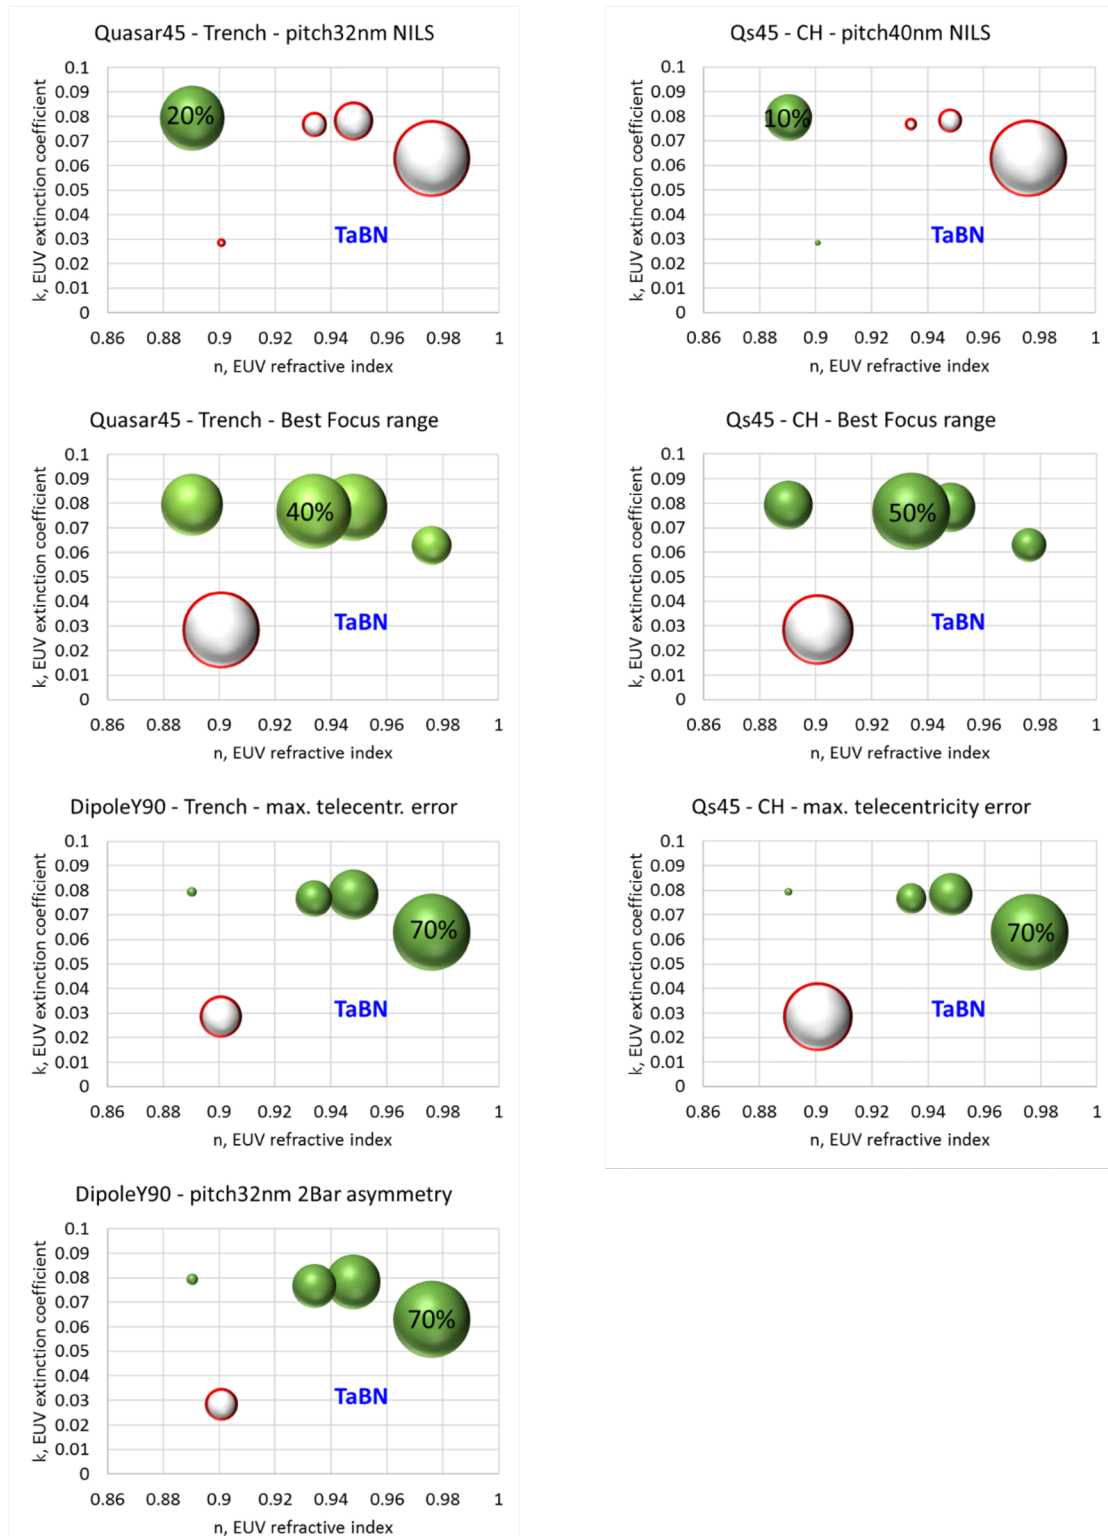 Quasar45 - Trench - pitch32nm NILS
k, EUV extinction coefficient
0.1
0.09
0.08
0.07
0.06
0.05
0.04
0.03
0.02
0.01
0
20%
TaBN
0.86 0.88 0.9 0.92 0.94 0.96 0.98 1
n, EUV refractive index
Qs45 - CH - pitch40nm NILS
k, EUV extinction coefficient
0.1
0.09
0.08
0.07
0.06
0.05
0.04
0.03
0.02
0.01
0
10%
TaBN
0.86 0.88 0.9 0.92 0.94 0.96 0.98 1
n, EUV refractive index
Quasar45 - Trench - Best Focus range
k, EUV extinction coefficient
0.1
0.09
0.08
0.07
0.06
0.05
0.04
0.03
0.02
0.01
0
40%
TaBN
0.86 0.88 0.9 0.92 0.94 0.96 0.98 1
n, EUV refractive index
Qs45 - CH - Best Focus range
k, EUV extinction coefficient
0.1
0.09
0.08
0.07
0.06
0.05
0.04
0.03
0.02
0.01
0
50%
TaBN
0.86 0.88 0.9 0.92 0.94 0.96 0.98 1
n, EUV refractive index
DipoleY90 - Trench - max. telecentr. error
k, EUV extinction coefficient
0.1
0.09
0.08
0.07
0.06
0.05
0.04
0.03
0.02
0.01
0
70%
TaBN
0.86 0.88 0.9 0.92 0.94 0.96 0.98 1
n, EUV refractive index
Qs45 - CH - max. telecentricity error
k, EUV extinction coefficient
0.1
0.09
0.08
0.07
0.06
0.05
0.04
0.03
0.02
0.01
0
70%
TaBN
0.86 0.88 0.9 0.92 0.94 0.96 0.98 1
n, EUV refractive index
DipoleY90 - pitch32nm 2Bar asymmetry
k, EUV extinction coefficient
0.1
0.09
0.08
0.07
0.06
0.05
0.04
0.03
0.02
0.01
0
70%
TaBN
0.86 0.88 0.9 0.92 0.94 0.96 0.98 1
n, EUV refractive index